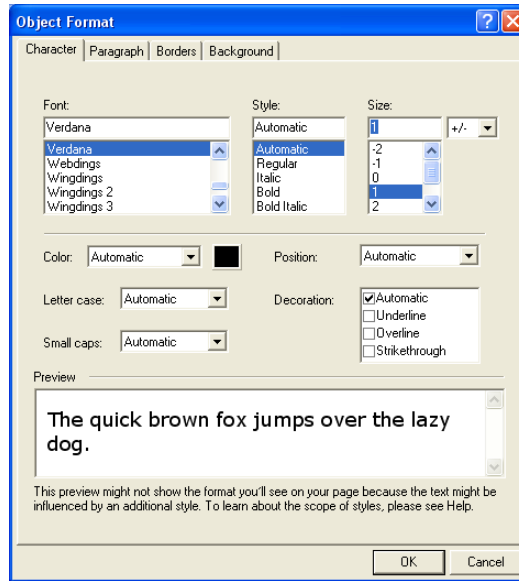 Object Format
Character Paragraph Borders Background
Font: Style: Size:
Verdana Automatic 1 +/-
Verdana Automatic -2
Webdings Regular -1
Wingdings Italic 0
Wingdings 2 Bold 1
Wingdings 3 Bold Italic 2
Color: Automatic Position: Automatic
Letter case: Automatic Decoration: Automatic
Underline
Overline
Small caps: Automatic Strikethrough
Preview
The quick brown fox jumps over the lazy
dog.
This preview might not show the format you'll see on your page because the text might be
influenced by an additional style. To learn about the scope of styles, please see Help.
OK Cancel